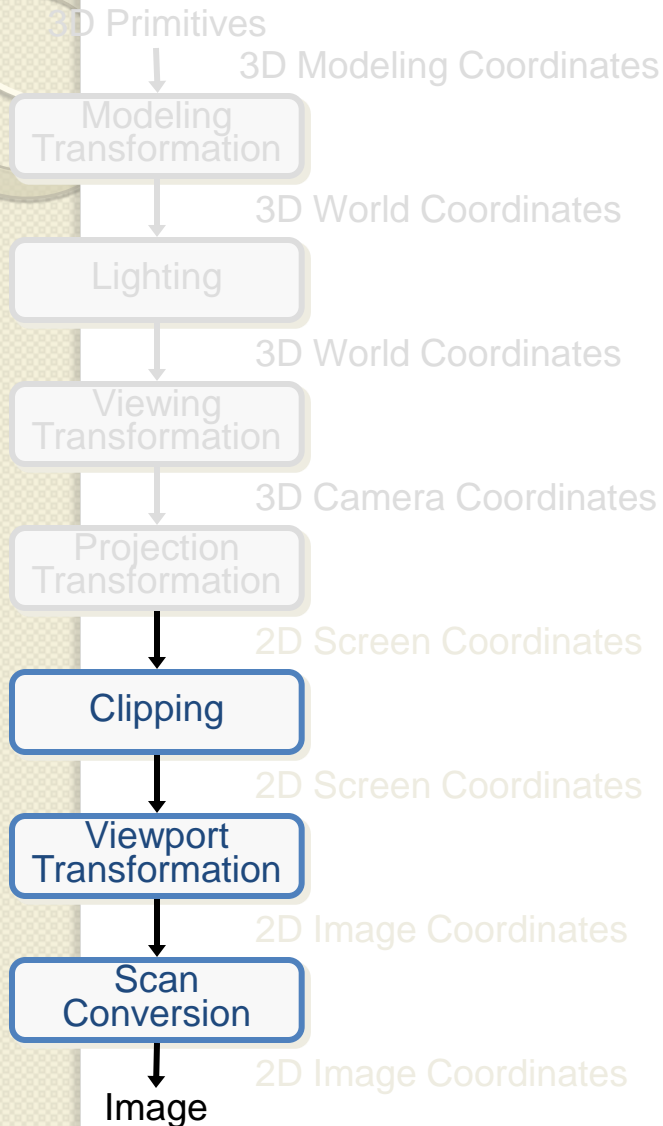 3D Primitives
3D Modeling Coordinates
Modeling
Transformation
3D World Coordinates
Lighting
3D World Coordinates
Viewing
Transformation
3D Camera Coordinates
Projection
Transformation
2D Screen Coordinates
Clipping
2D Screen Coordinates
Viewport
Transformation
2D Image Coordinates
Scan
Conversion
2D Image Coordinates
Image